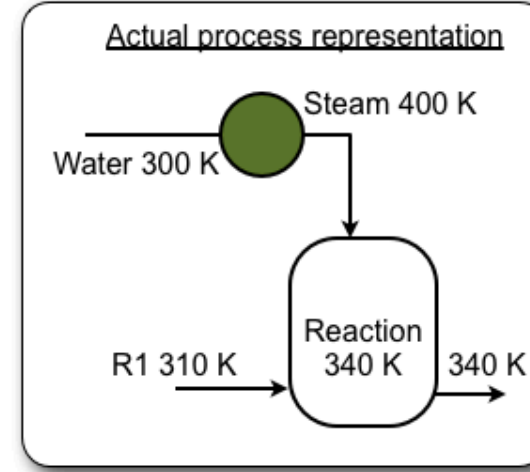 Actual process representation
Steam 400 K
Water 300 K
Reaction
340 K
R1 310 K
340 K